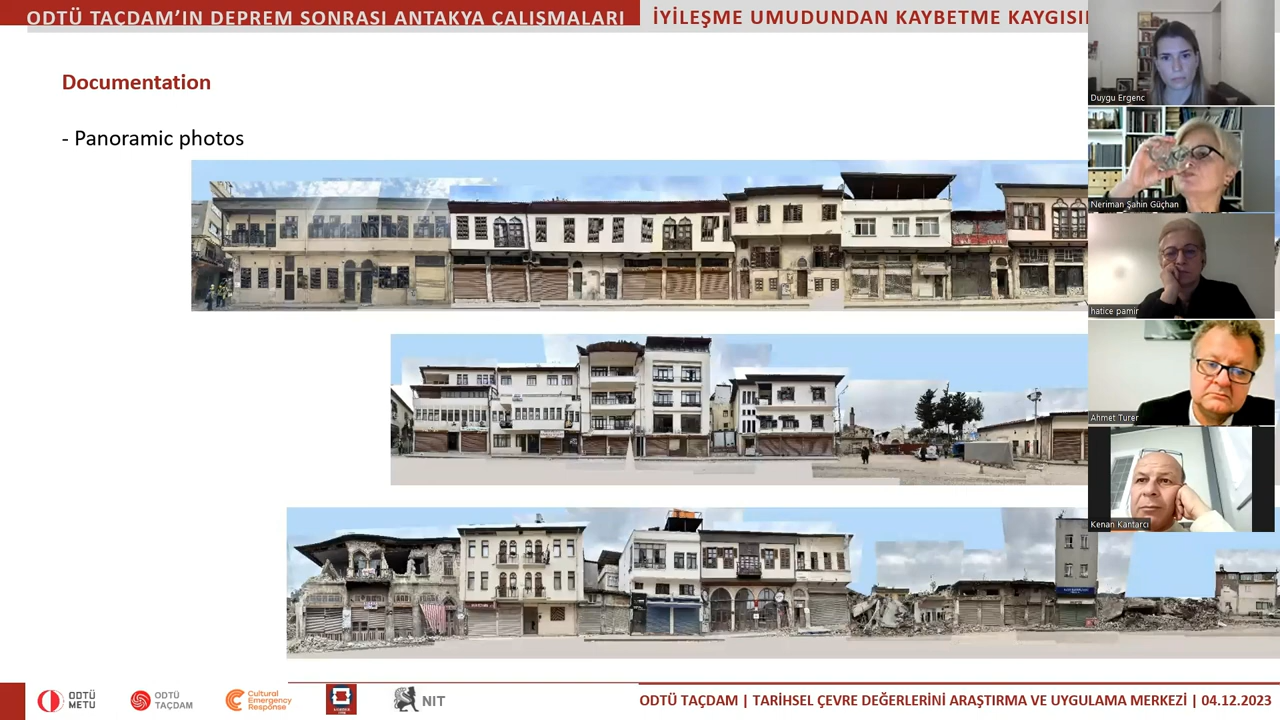 ODTÜ TAÇDAM'IN DEPREM SONRASI ANTAKYA ÇALIŞMALARI
İYİLEŞME UMUDUNDAN KAYBETME KAYGISI
Documentation
- Panoramic photos
Duygu Ergenc
Neriman Şahin Güçhan
hatice pamir
Ahmet Turer
Kenan Kantarci
ODTÜ
METU
ODTÜ
TAÇDAM
Cultural
Emergency
Response
NIT
ODTÜ TAÇDAM | TARİHSEL ÇEVRE DEĞERLERİNİ ARAŞTIRMA VE UYGULAMA MERKEZİ | 04.12.2023